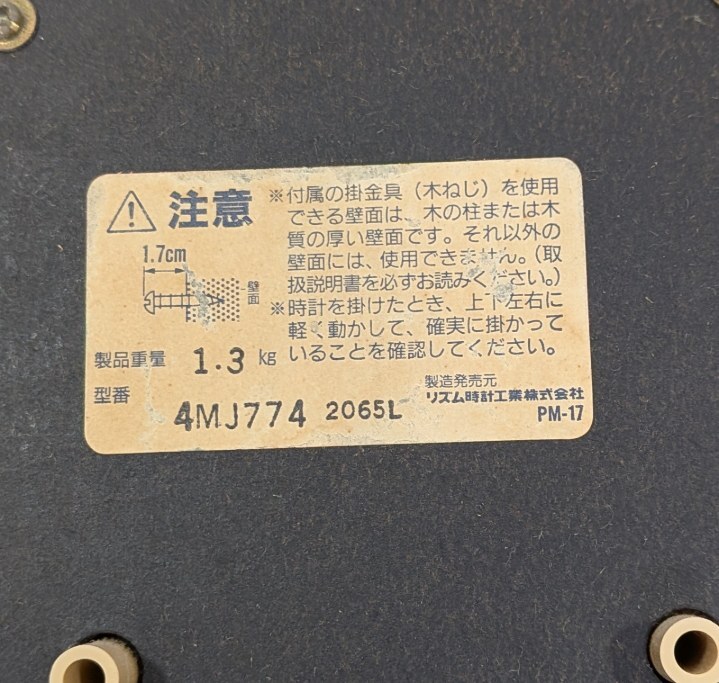 注意
1.7cm
壁面
※付属の掛金具（木ねじ）を使用
できる壁面は、木の柱または木
質の厚い壁面です。それ以外の
壁面には、使用できません。（取
扱説明書を必ずお読みください。）
※時計を掛けたとき、上下左右に
軽く動かして、確実に掛かって
いることを確認してください。
製品重量 1.3 kg
型番 4MJ774 2065L
製造発売元
リズム時計工業株式会社
PM-17